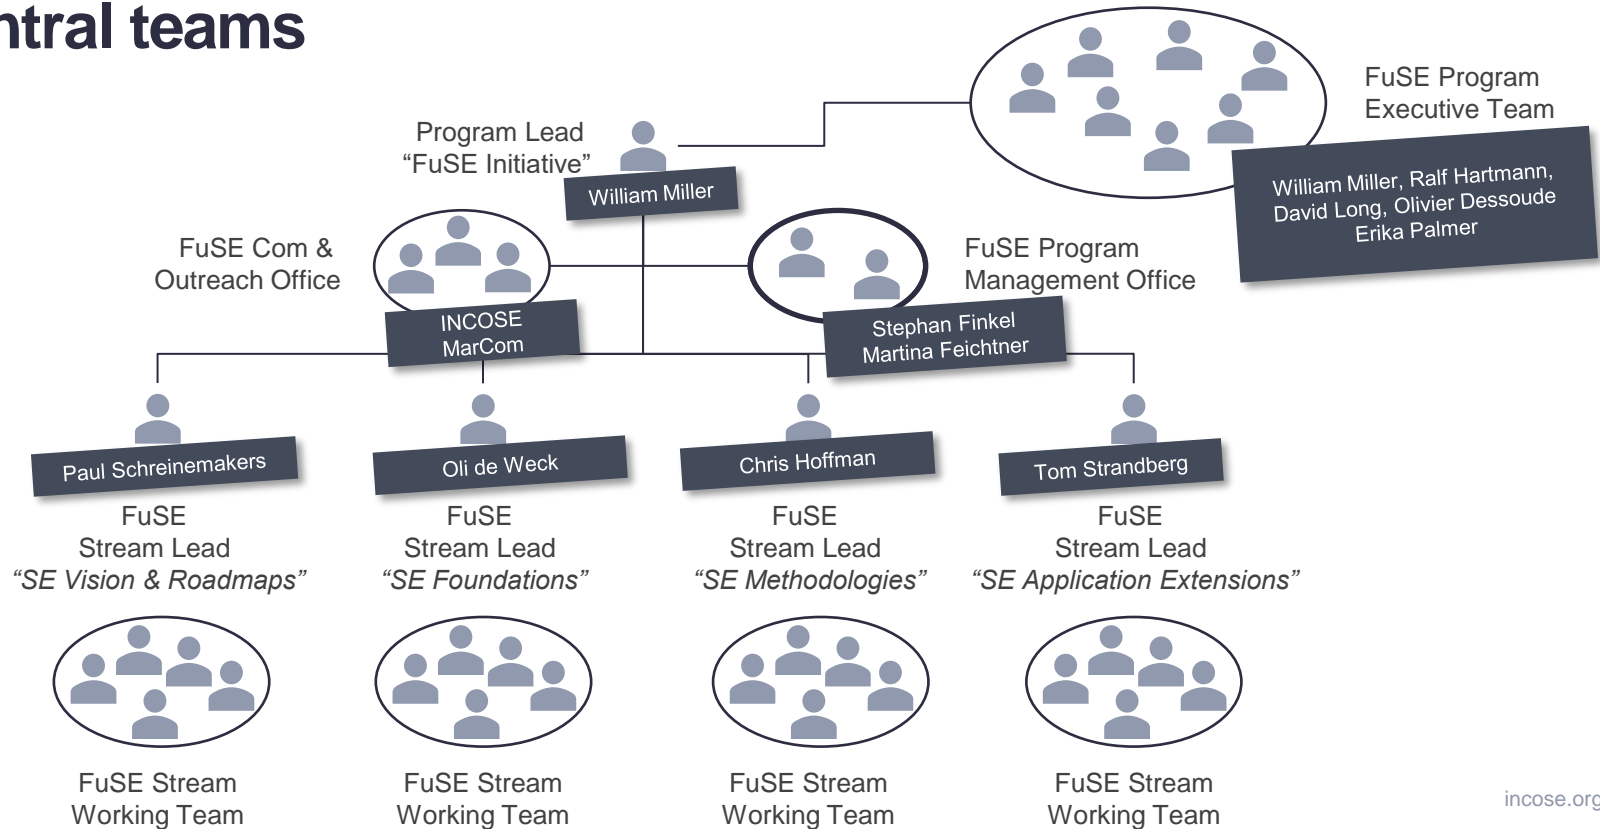 ntral teams
FuSE Program
Executive Team
William Miller, Ralf Hartmann,
David Long, Olivier Dessoude
Erika Palmer
Program Lead
“FuSE Initiative”
William Miller
FuSE Com &
Outreach Office
INCOSE
MarCom
FuSE Program
Management Office
Stephan Finkel
Martina Feichtner
Paul Schreinemakers
FuSE
Stream Lead
“SE Vision & Roadmaps”
Oli de Weck
FuSE
Stream Lead
“SE Foundations”
Chris Hoffman
FuSE
Stream Lead
“SE Methodologies”
Tom Strandberg
FuSE
Stream Lead
“SE Application Extensions”
FuSE Stream
Working Team
FuSE Stream
Working Team
FuSE Stream
Working Team
FuSE Stream
Working Team
incose.org